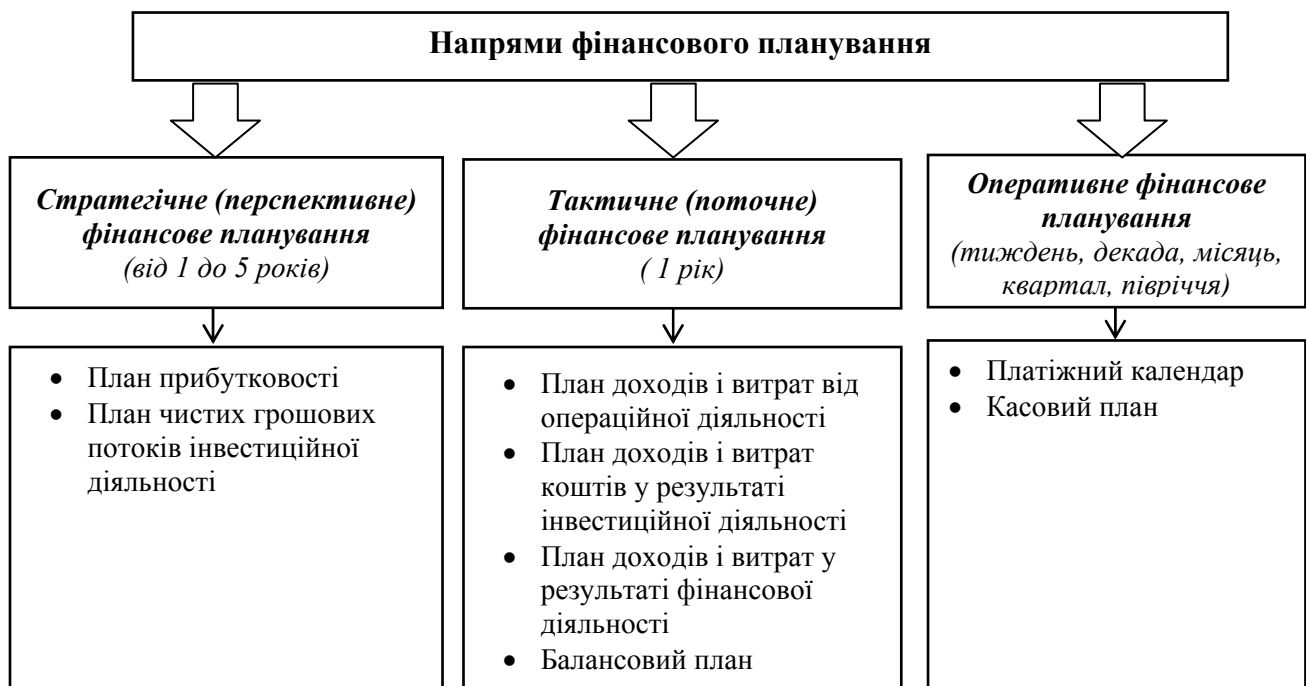 Напрями фінансового планування
Стратегічне (перспективне)
фінансове планування
(від 1 до 5 років)
• План прибутковості
• План чистих грошових
потоків інвестиційної
діяльності
Тактичне (поточне)
фінансове планування
( 1 рік)
• План доходів і витрат від
операційної діяльності
• План доходів і витрат
коштів у результаті
інвестиційної діяльності
• План доходів і витрат у
результаті фінансової
діяльності
• Балансовий план
Оперативне фінансове
планування
(тиждень, декада, місяць,
квартал, півріччя)
• Платіжний календар
• Касовий план